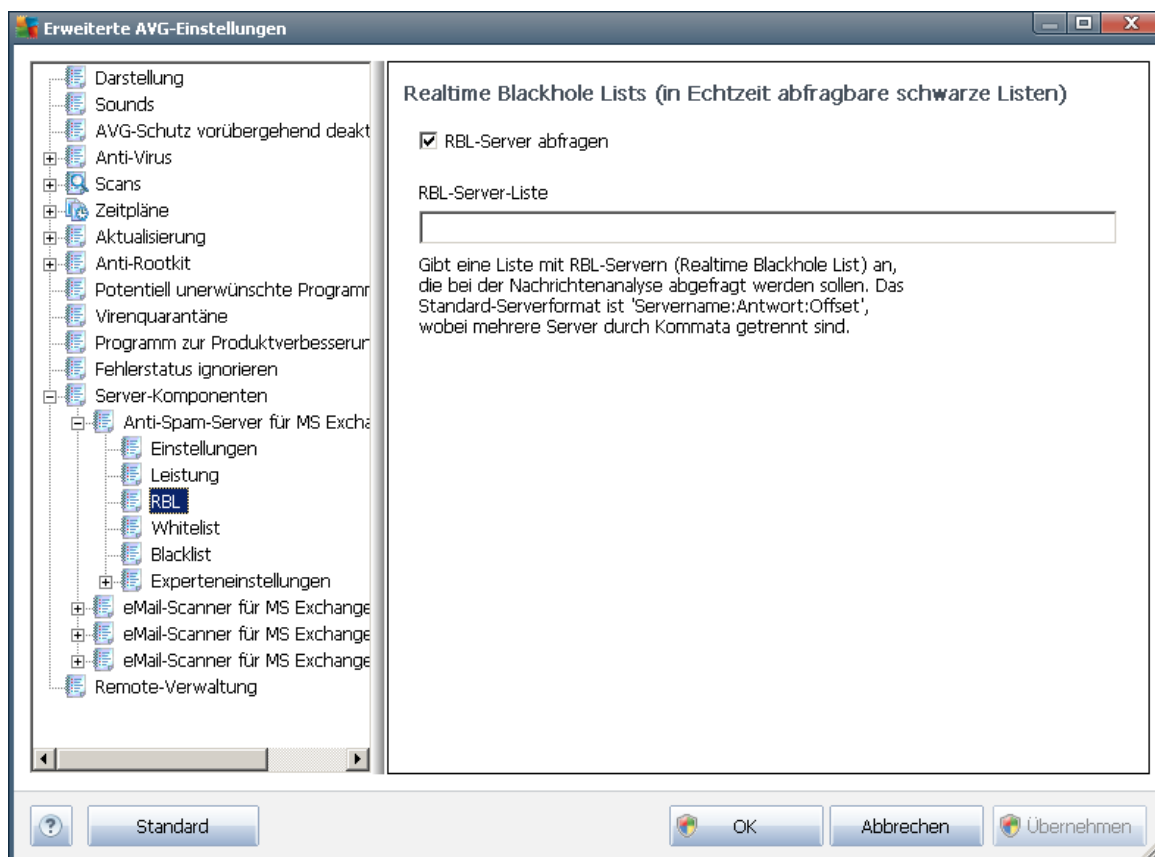 Erweiterte AVG-Einstellungen
Darstellung
Sounds
AVG-Schutz vorübergehend deakt
Anti-Virus
Scans
Zeitpläne
Aktualisierung
Anti-Rootkit
Potentiell unerwünschte Programm
Virenquarantäne
Programm zur Produktverbesserun
Fehlerstatus ignorieren
Server-Komponenten
Anti-Spam-Server für MS Excha
Einstellungen
Leistung
RBL
Whitelist
Blacklist
Experteneinstellungen
eMail-Scanner für MS Exchange
eMail-Scanner für MS Exchange
eMail-Scanner für MS Exchange
Remote-Verwaltung
Realtime Blackhole Lists (in Echtzeit abfragbare schwarze Listen)
RBL-Server abfragen
RBL-Server-Liste
Gibt eine Liste mit RBL-Servern (Realtime Blackhole List) an,
die bei der Nachrichtenanalyse abgefragt werden sollen. Das
Standard-Serverformat ist 'Servername:Antwort:Offset',
wobei mehrere Server durch Kommata getrennt sind.
?
Standard
OK
Abbrechen
Übernehmen